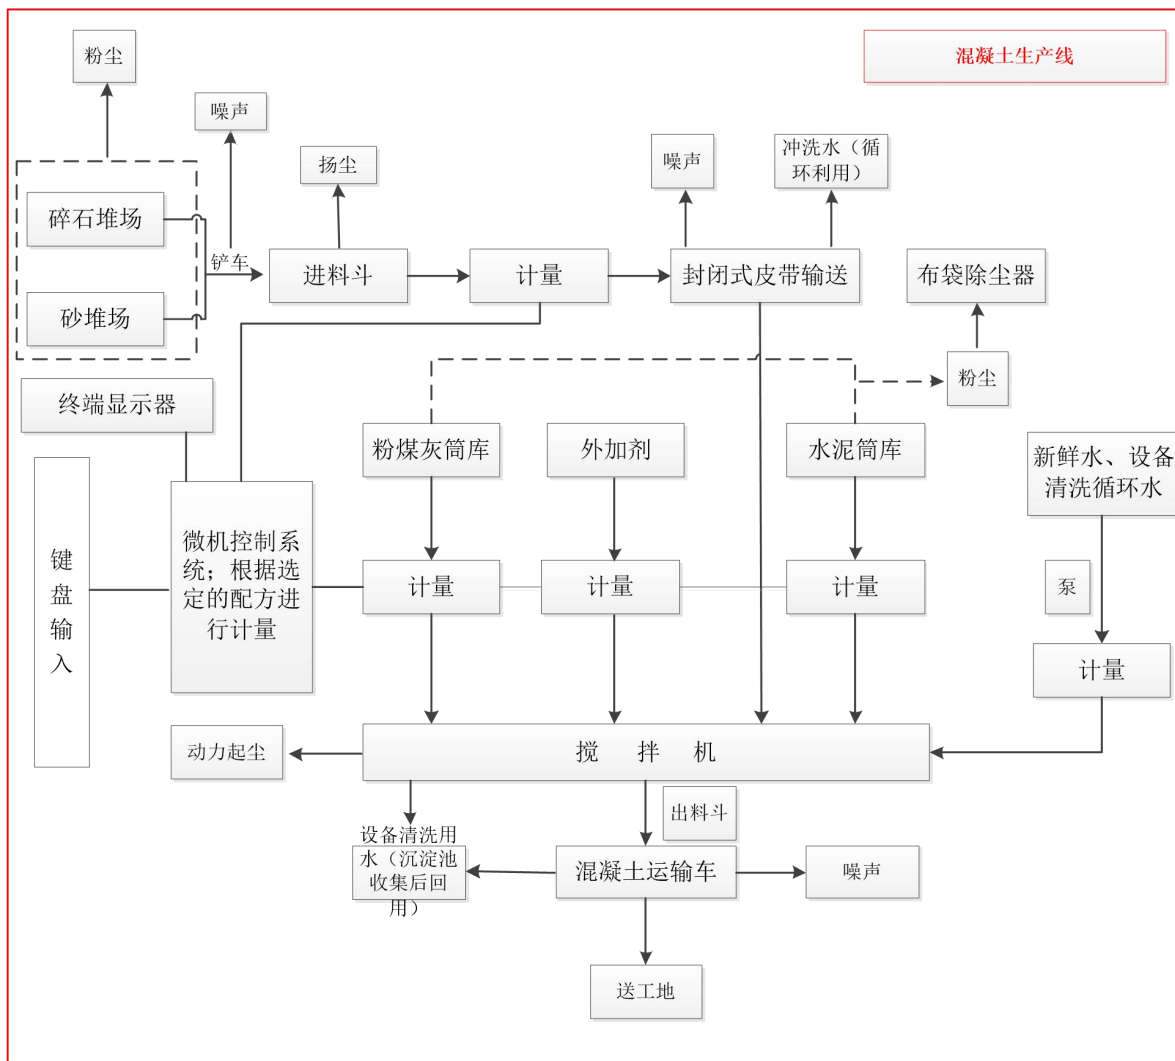 混凝土生产线
粉尘
噪声
扬尘
噪声
冲洗水（循
环利用）
碎石堆场
铲车
进料斗
计量
封闭式皮带输送
布袋除尘器
砂堆场
粉尘
终端显示器
粉煤灰筒库
外加剂
水泥筒库
新鲜水、设备
清洗循环水
键
盘
输
入
微机控制系
统；根据选
定的配方进
行计量
计量
计量
计量
泵
计量
动力起尘
搅 拌 机
出料斗
设备清洗用
水（沉淀池
收集后回
用）
混凝土运输车
噪声
送工地